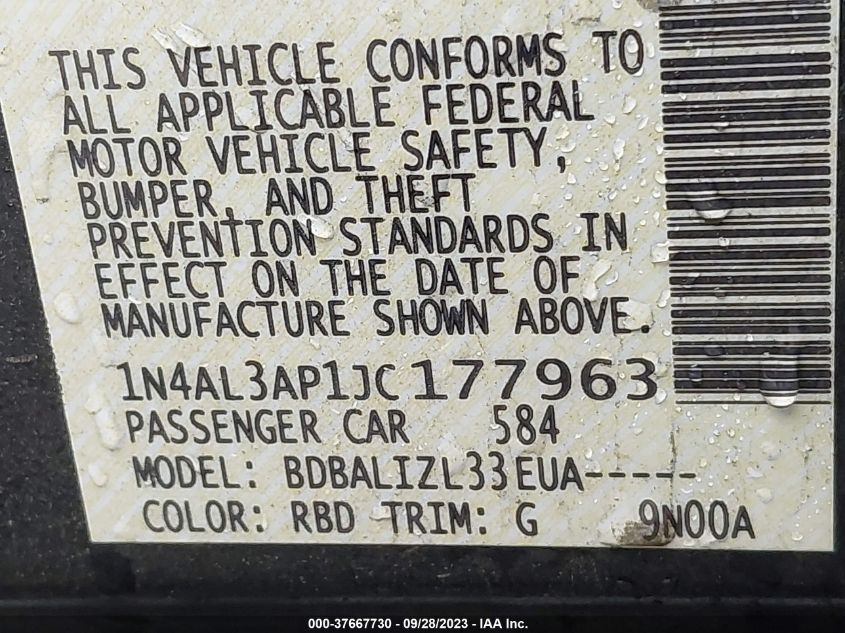 THIS VEHICLE CONFORMS TO
ALL APPLICABLE FEDERAL
MOTOR VEHICLE SAFETY,
BUMPER, AND THEFT
PREVENTION STANDARDS IN
EFFECT ON THE DATE OF
MANUFACTURE SHOWN ABOVE.
1N4AL3AP1JC177963
PASSENGER CAR 584
MODEL: BDBALIZL33EUA-----
COLOR: RBD TRIM: G 9N00A
000-37667730 - 09/28/2023 - IAA Inc.